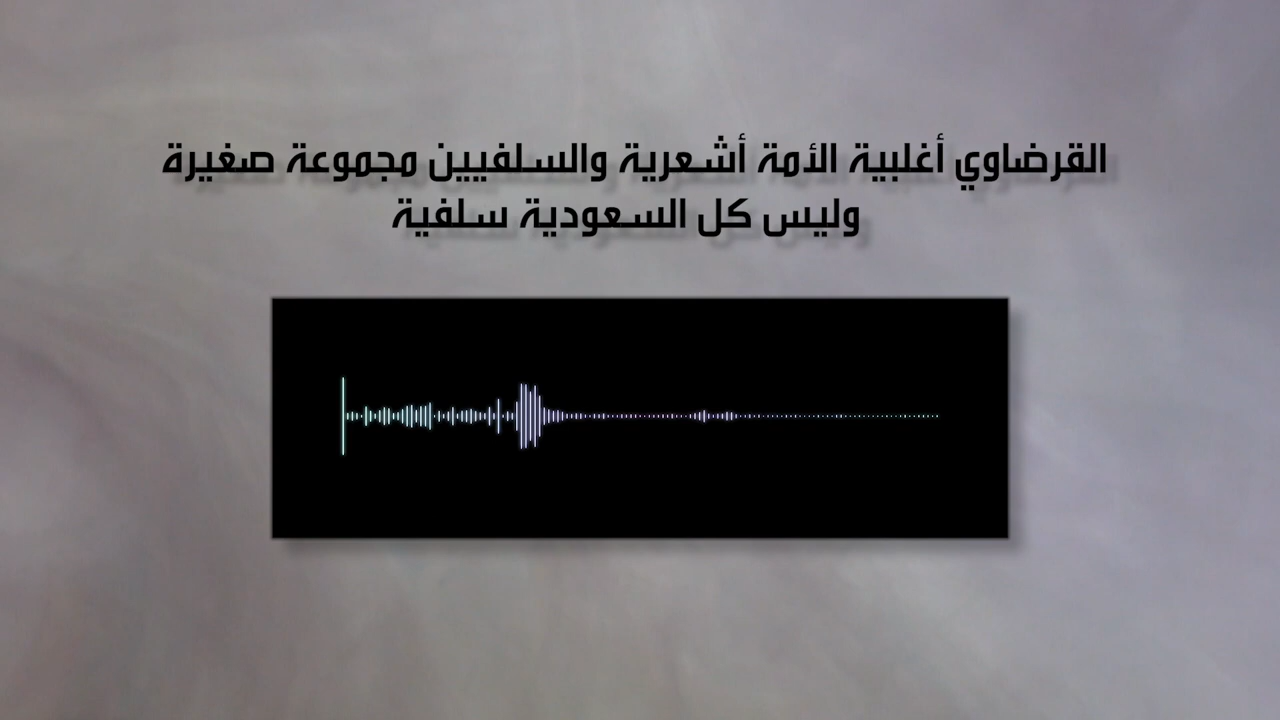 القرضاوي أغلبية الأمة أشعرية والسلفيين مجموعة صغيرة
وليس كل السعودية سلفية